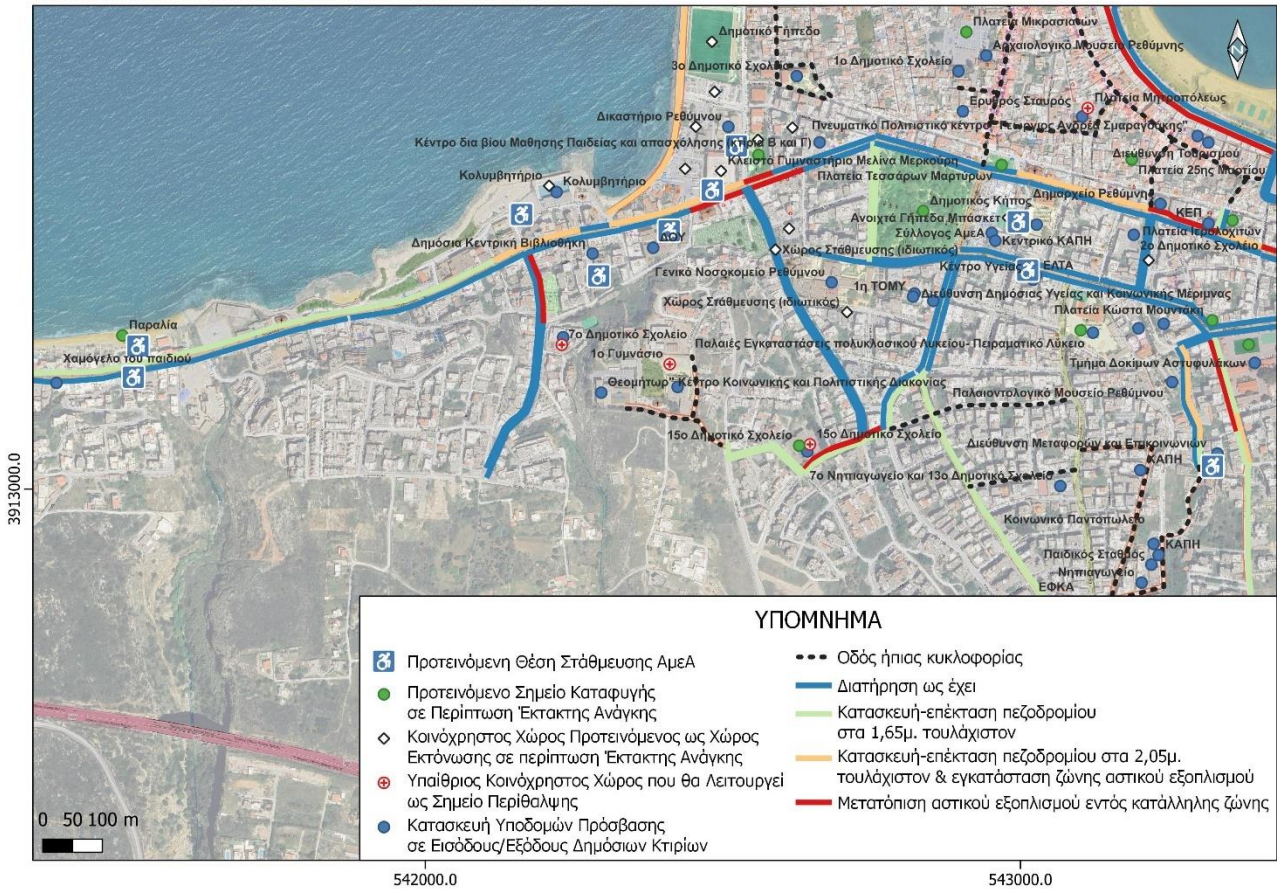 Πλατεία Μικρασιατών
Δημοτικό Γήπεδο
Αρχαιολογικό Μουσείο Ρεθύμνης
3ο Δημοτικό Σχολείο
1ο Δημοτικό Σχολείο
Ερυθρός Σταυρός
Πλατεία Μητροπόλεως
Δικαστήριο Ρεθύμνου
Πνευματικό Πολιτιστικό κέντρο "Γεώργιος Ανδρέα Σμαραγδάκης"
Κέντρο δια βίου Μαθησης Παιδείας και απασχόλησης (κτίρια Β και Γ)
Διεύθυνση Τουρισμού
Κλειστό Γυμναστήριο Μελίνα Μερκούρη
Πλατεία 25ης Μαρτίου
Κολυμβητήριο
Πλατεία Τεσσάρων Μαρτύρων
Κολυμβητήριο
Δημαρχείο Ρεθύμνης
Δημοτικός Κήπος
ΚΕΠ
Ανοιχτά Γήπεδα Μπάσκετ
Σύλλογος ΑμεΑ
Πλατεία Ηρολοχιτών
Δημόσια Κεντρική Βιβλιοθήκη
ΔΟΥ
Κεντρικό ΚΑΠΗ
2ο Δημοτικό Σχολείο
Χώρος Στάθμευσης (ιδιωτικός)
Γενικό Νοσοκομείο Ρεθύμνου
Κέντρο Υγείας
ΕΛΤΑ
1η ΤΟΜΥ
Διεύθυνση Δημόσιας Υγείας και Κοινωνικής Μέριμνας
Χώρος Στάθμευσης (ιδιωτικός)
Πλατεία Κώστα Μουντάκη
Παραλία
7ο Δημοτικό Σχολείο
Παλαιές Εγκαταστάσεις πολυκλασικού Λυκείου- Πειραματικό Λύκειο
Χαμόγελο του παιδιού
1ο Γυμνάσιο
Τμήμα Δοκίμων Αστυφυλάκων
Θεομήτωρ" Κέντρο Κοινωνικής και Πολιτιστικής Διακονίας
Παλαιοντολογικό Μουσείο Ρεθύμνου
15ο Δημοτικό Σχολείο
15ο Δημοτικό Σχολείο
Διεύθυνση Μεταφορών και Επικοινωνιών
ΚΑΠΗ
7ο Νηπιαγωγείο και 13ο Δημοτικό Σχολείο
Κοινωνικό Παντοπωλείο
ΚΑΠΗ
Παιδικός Σταθμός
Νηπιαγωγείο
ΕΦΚΑ
3913000.0
ΥΠΟΜΝΗΜΑ
Προτεινόμενη Θέση Στάθμευσης ΑμεΑ
Προτεινόμενο Σημείο Καταφυγής
σε Περίπτωση Έκτακτης Ανάγκης
Κοινόχρηστος Χώρος Προτεινόμενος ως Χώρος
Εκτόνωσης σε περίπτωση Έκτακτης Ανάγκης
Υπαίθριος Κοινόχρηστος Χώρος που θα Λειτουργεί
ως Σημείο Περίθαλψης
Κατασκευή Υποδομών Πρόσβασης
σε Εισόδους/Εξόδους Δημόσιων Κτιρίων
Οδός ήπιας κυκλοφορίας
Διατήρηση ως έχει
Κατασκευή-επέκταση πεζοδρομίου
στα 1,65μ. τουλάχιστον
Κατασκευή-επέκταση πεζοδρομίου στα 2,05μ.
τουλάχιστον & εγκατάσταση ζώνης αστικού εξοπλισμού
Μετατόπιση αστικού εξοπλισμού εντός κατάλληλης ζώνης
0 50 100 m
542000.0
543000.0